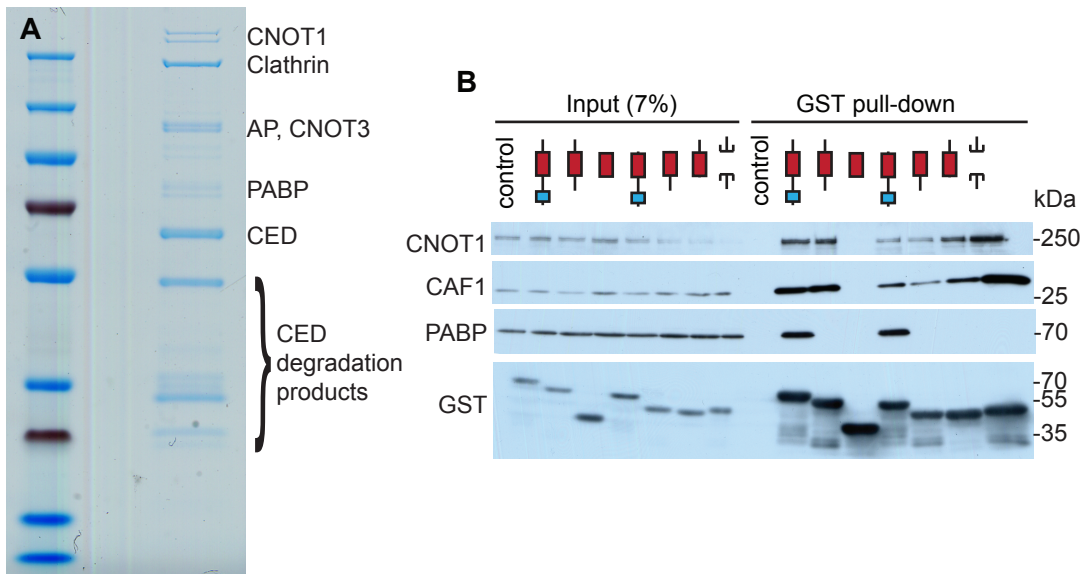 A
CNOT1
Clathrin
AP, CNOT3
PABP
CED
CED
degradation
products
B
Input (7%)
GST pull-down
control
control
kDa
CNOT1
-250
CAF1
-25
PABP
-70
GST
-70
-55
-35